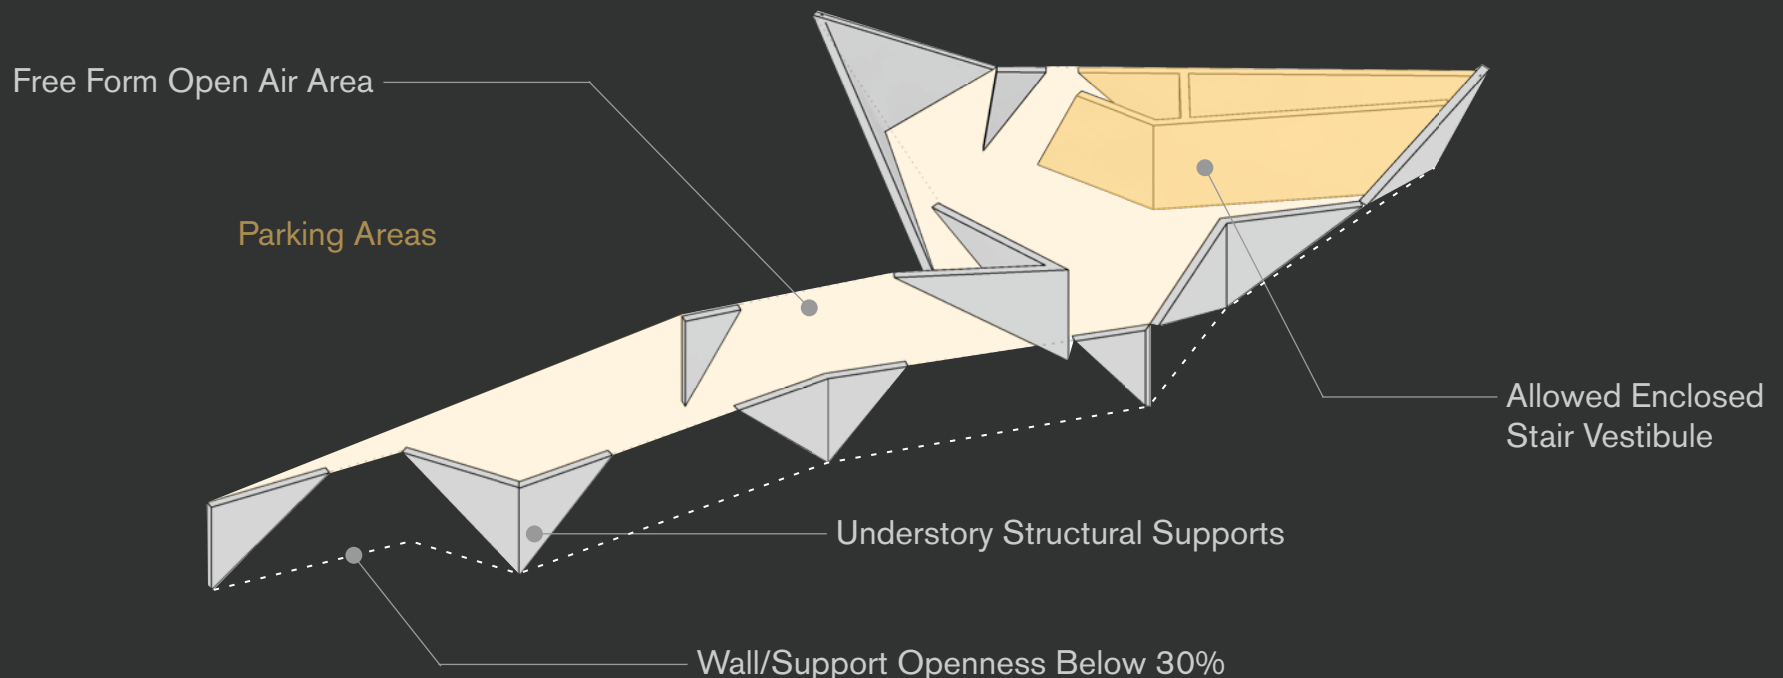 Free Form Open Air Area
Parking Areas
Allowed Enclosed
Stair Vestibule
Understory Structural Supports
Wall/Support Openness Below 30%